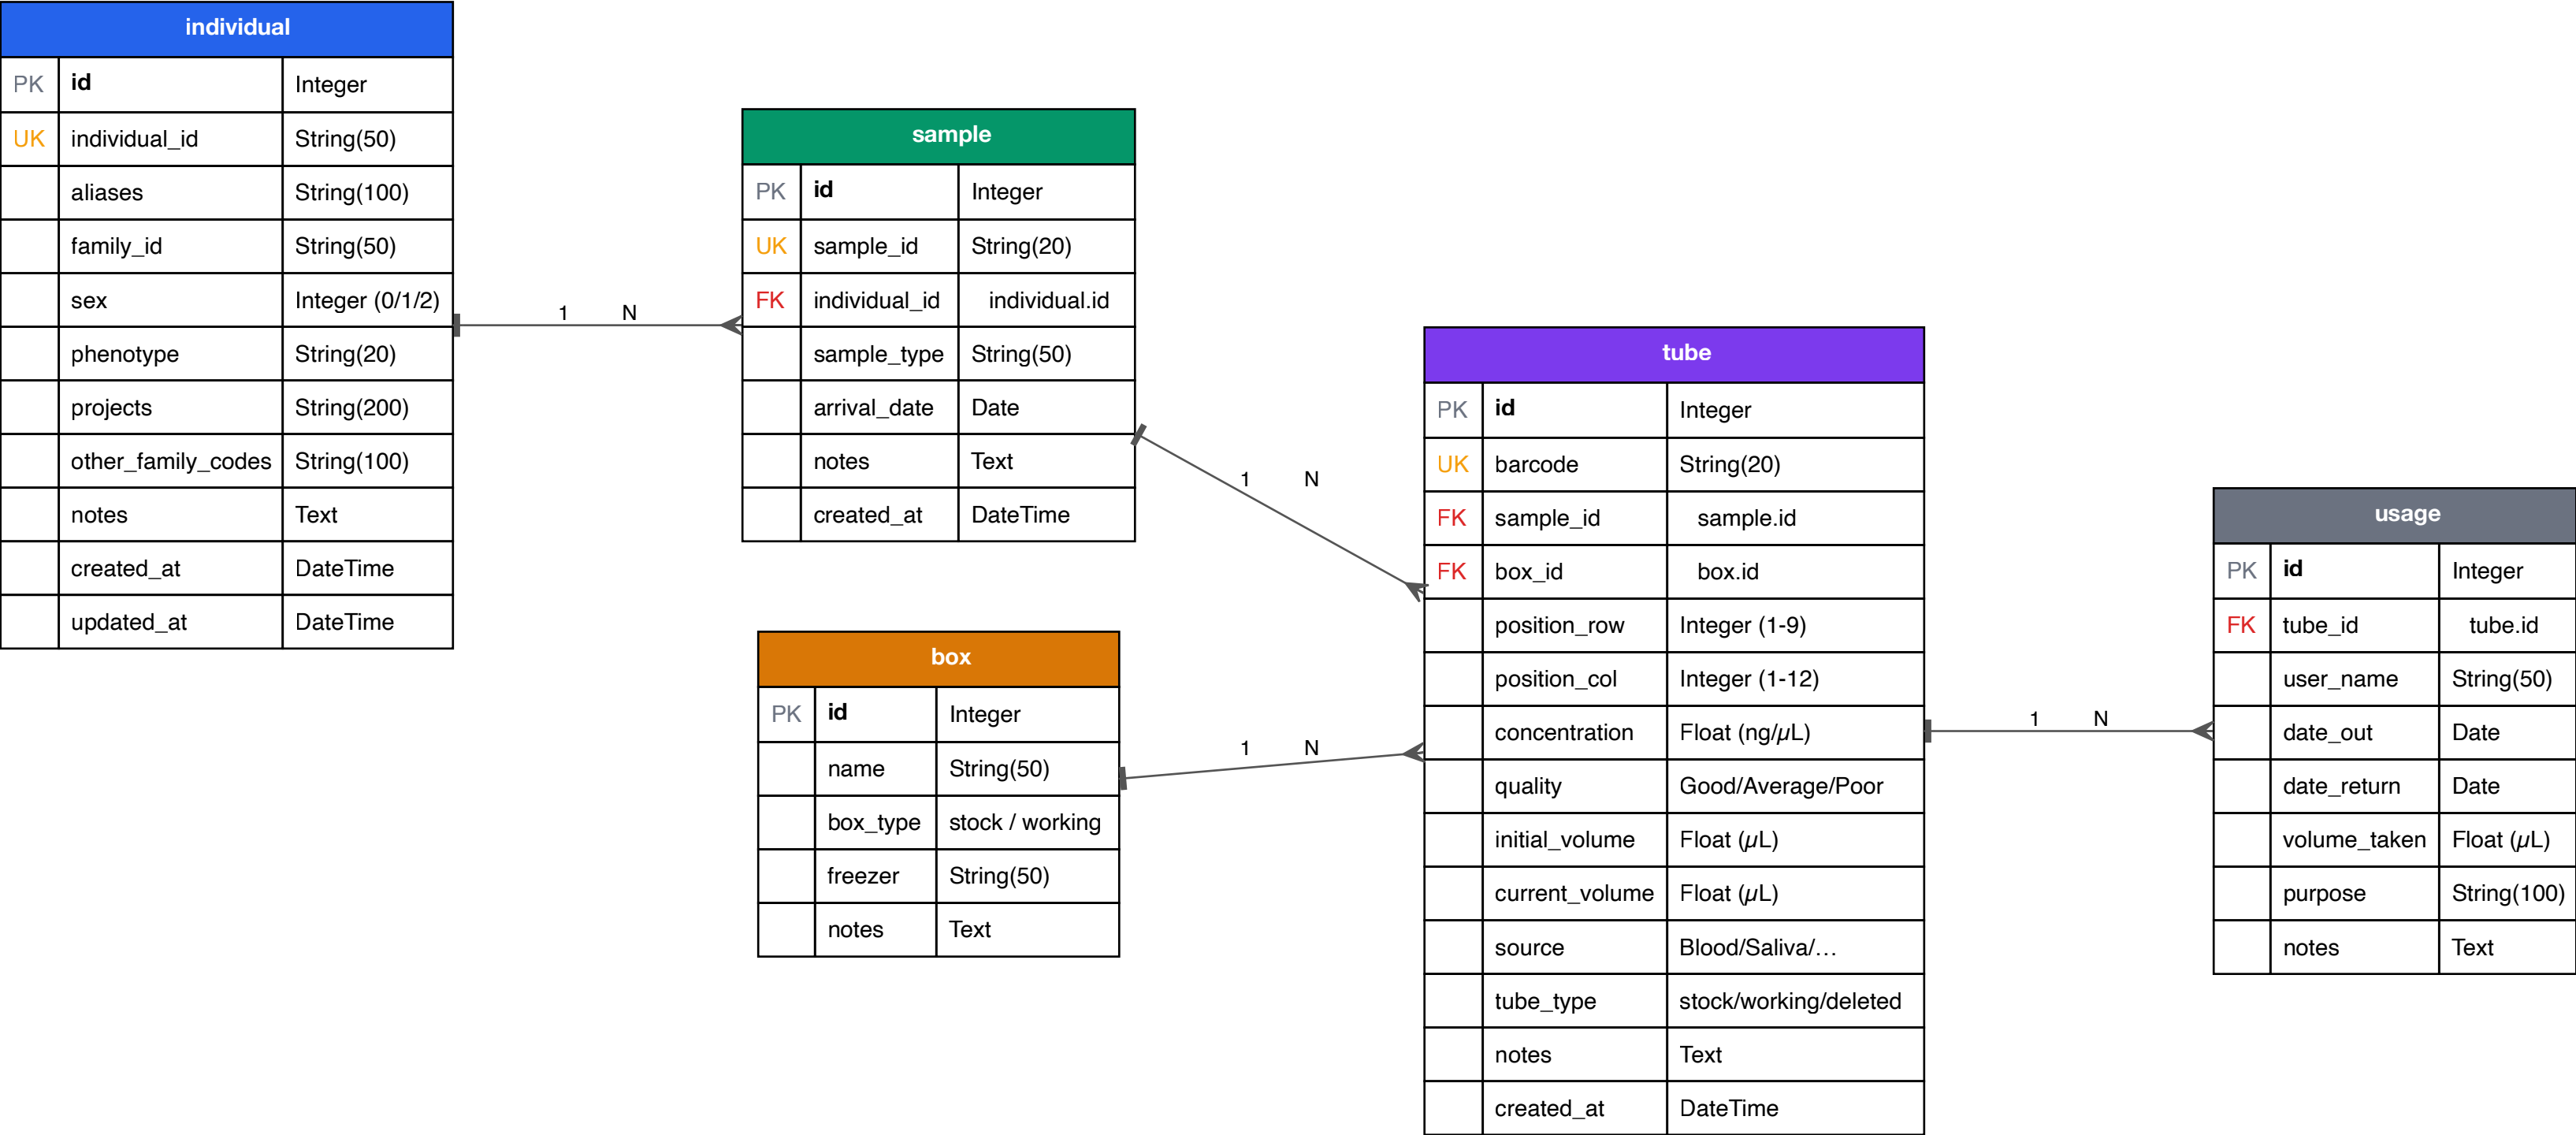 individual
PK id Integer
UK individual_id String(50)
aliases String(100)
family_id String(50)
sex Integer (0/1/2)
phenotype String(20)
projects String(200)
other_family_codes String(100)
notes Text
created_at DateTime
updated_at DateTime
1 N
sample
PK id Integer
UK sample_id String(20)
FK individual_id individual.id
sample_type String(50)
arrival_date Date
notes Text
created_at DateTime
1 N
box
PK id Integer
name String(50)
box_type stock / working
freezer String(50)
notes Text
1 N
tube
PK id Integer
UK barcode String(20)
FK sample_id sample.id
FK box_id box.id
position_row Integer (1-9)
position_col Integer (1-12)
concentration Float (ng/µL)
quality Good/Average/Poor
initial_volume Float (µL)
current_volume Float (µL)
source Blood/Saliva/…
tube_type stock/working/deleted
notes Text
created_at DateTime
1 N
usage
PK id Integer
FK tube_id tube.id
user_name String(50)
date_out Date
date_return Date
volume_taken Float (µL)
purpose String(100)
notes Text